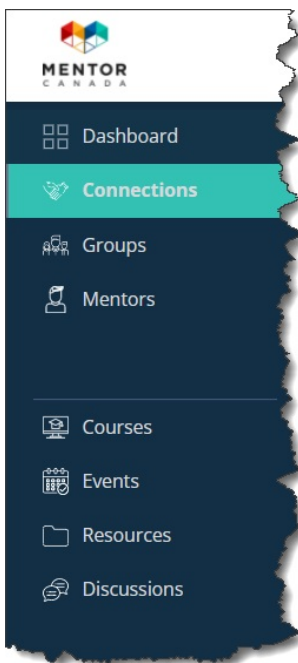 MENTOR
CANADA
Dashboard
Connections
Groups
Mentors
Courses
Events
Resources
Discussions